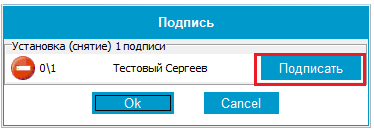 Подпись
Установка (снятие) 1 подписи
0\1 Тестовый Сергеев Подписать
Ok Cancel